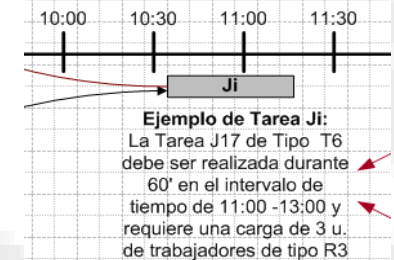 10:00 10:30 11:00 11:30
Ji
Ejemplo de Tarea Ji:
La Tarea J17 de Tipo T6
debe ser realizada durante
60' en el intervalo de
tiempo de 11:00 -13:00 y
requiere una carga de 3 u.
de trabajadores de tipo R3